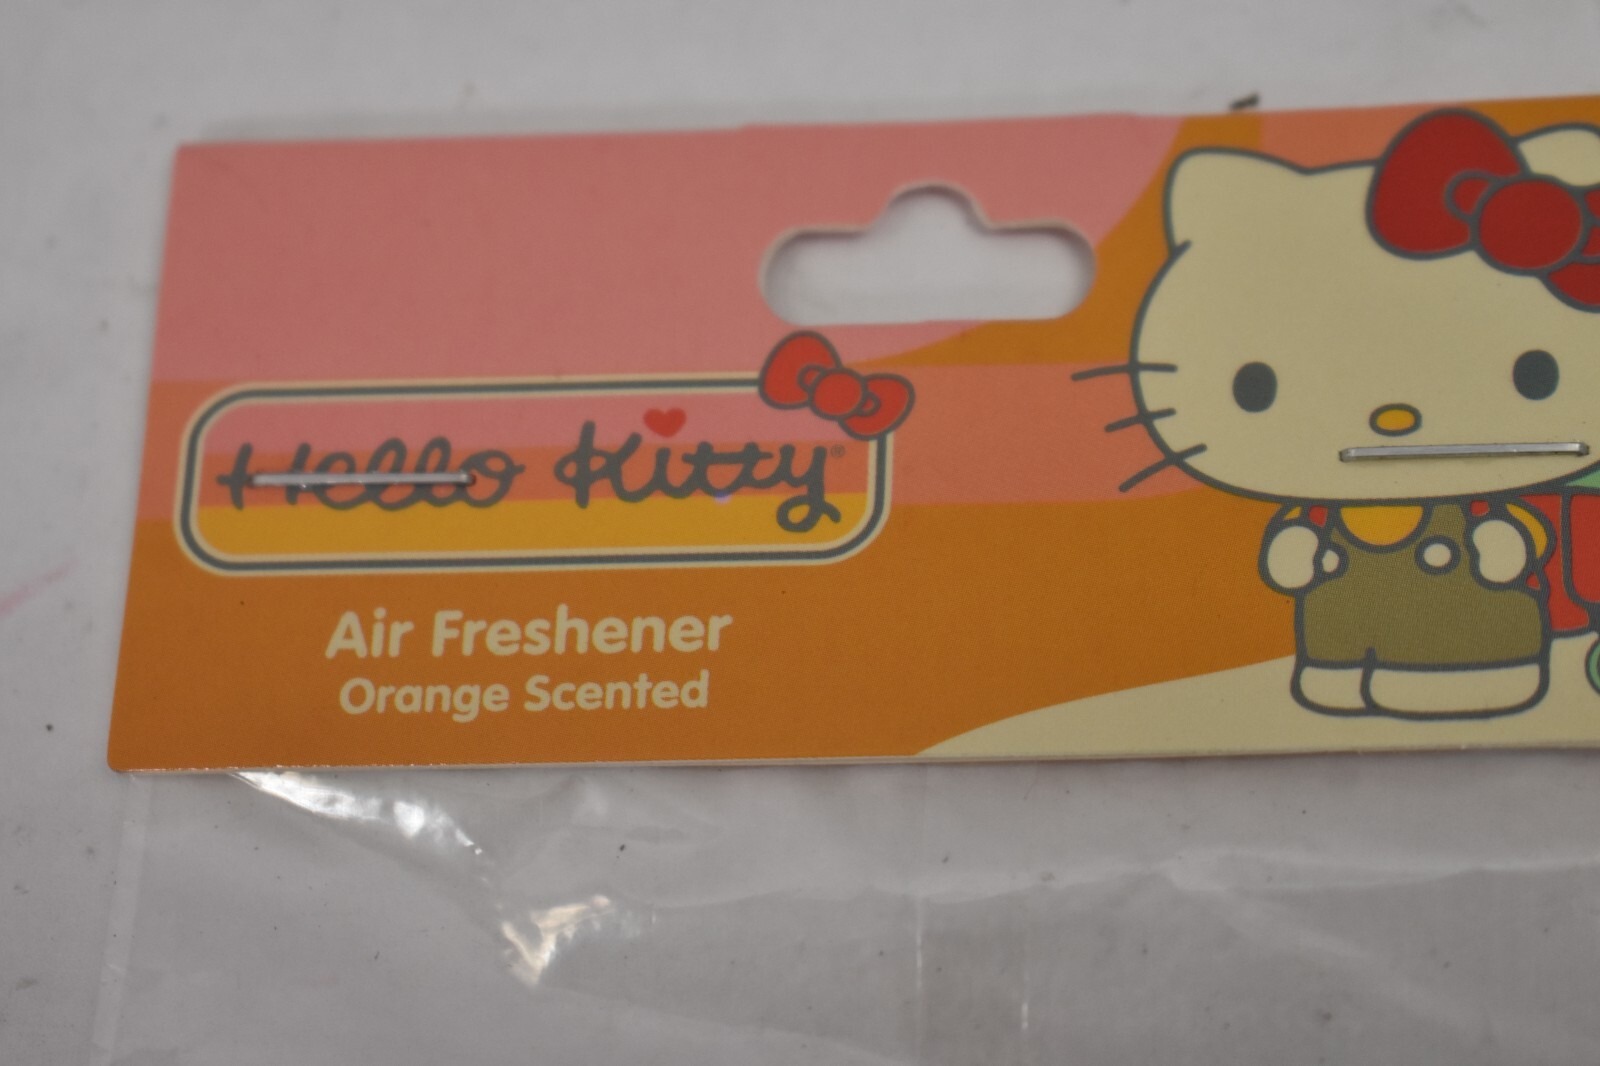 Hello Kitty®
Air Freshener
Orange Scented